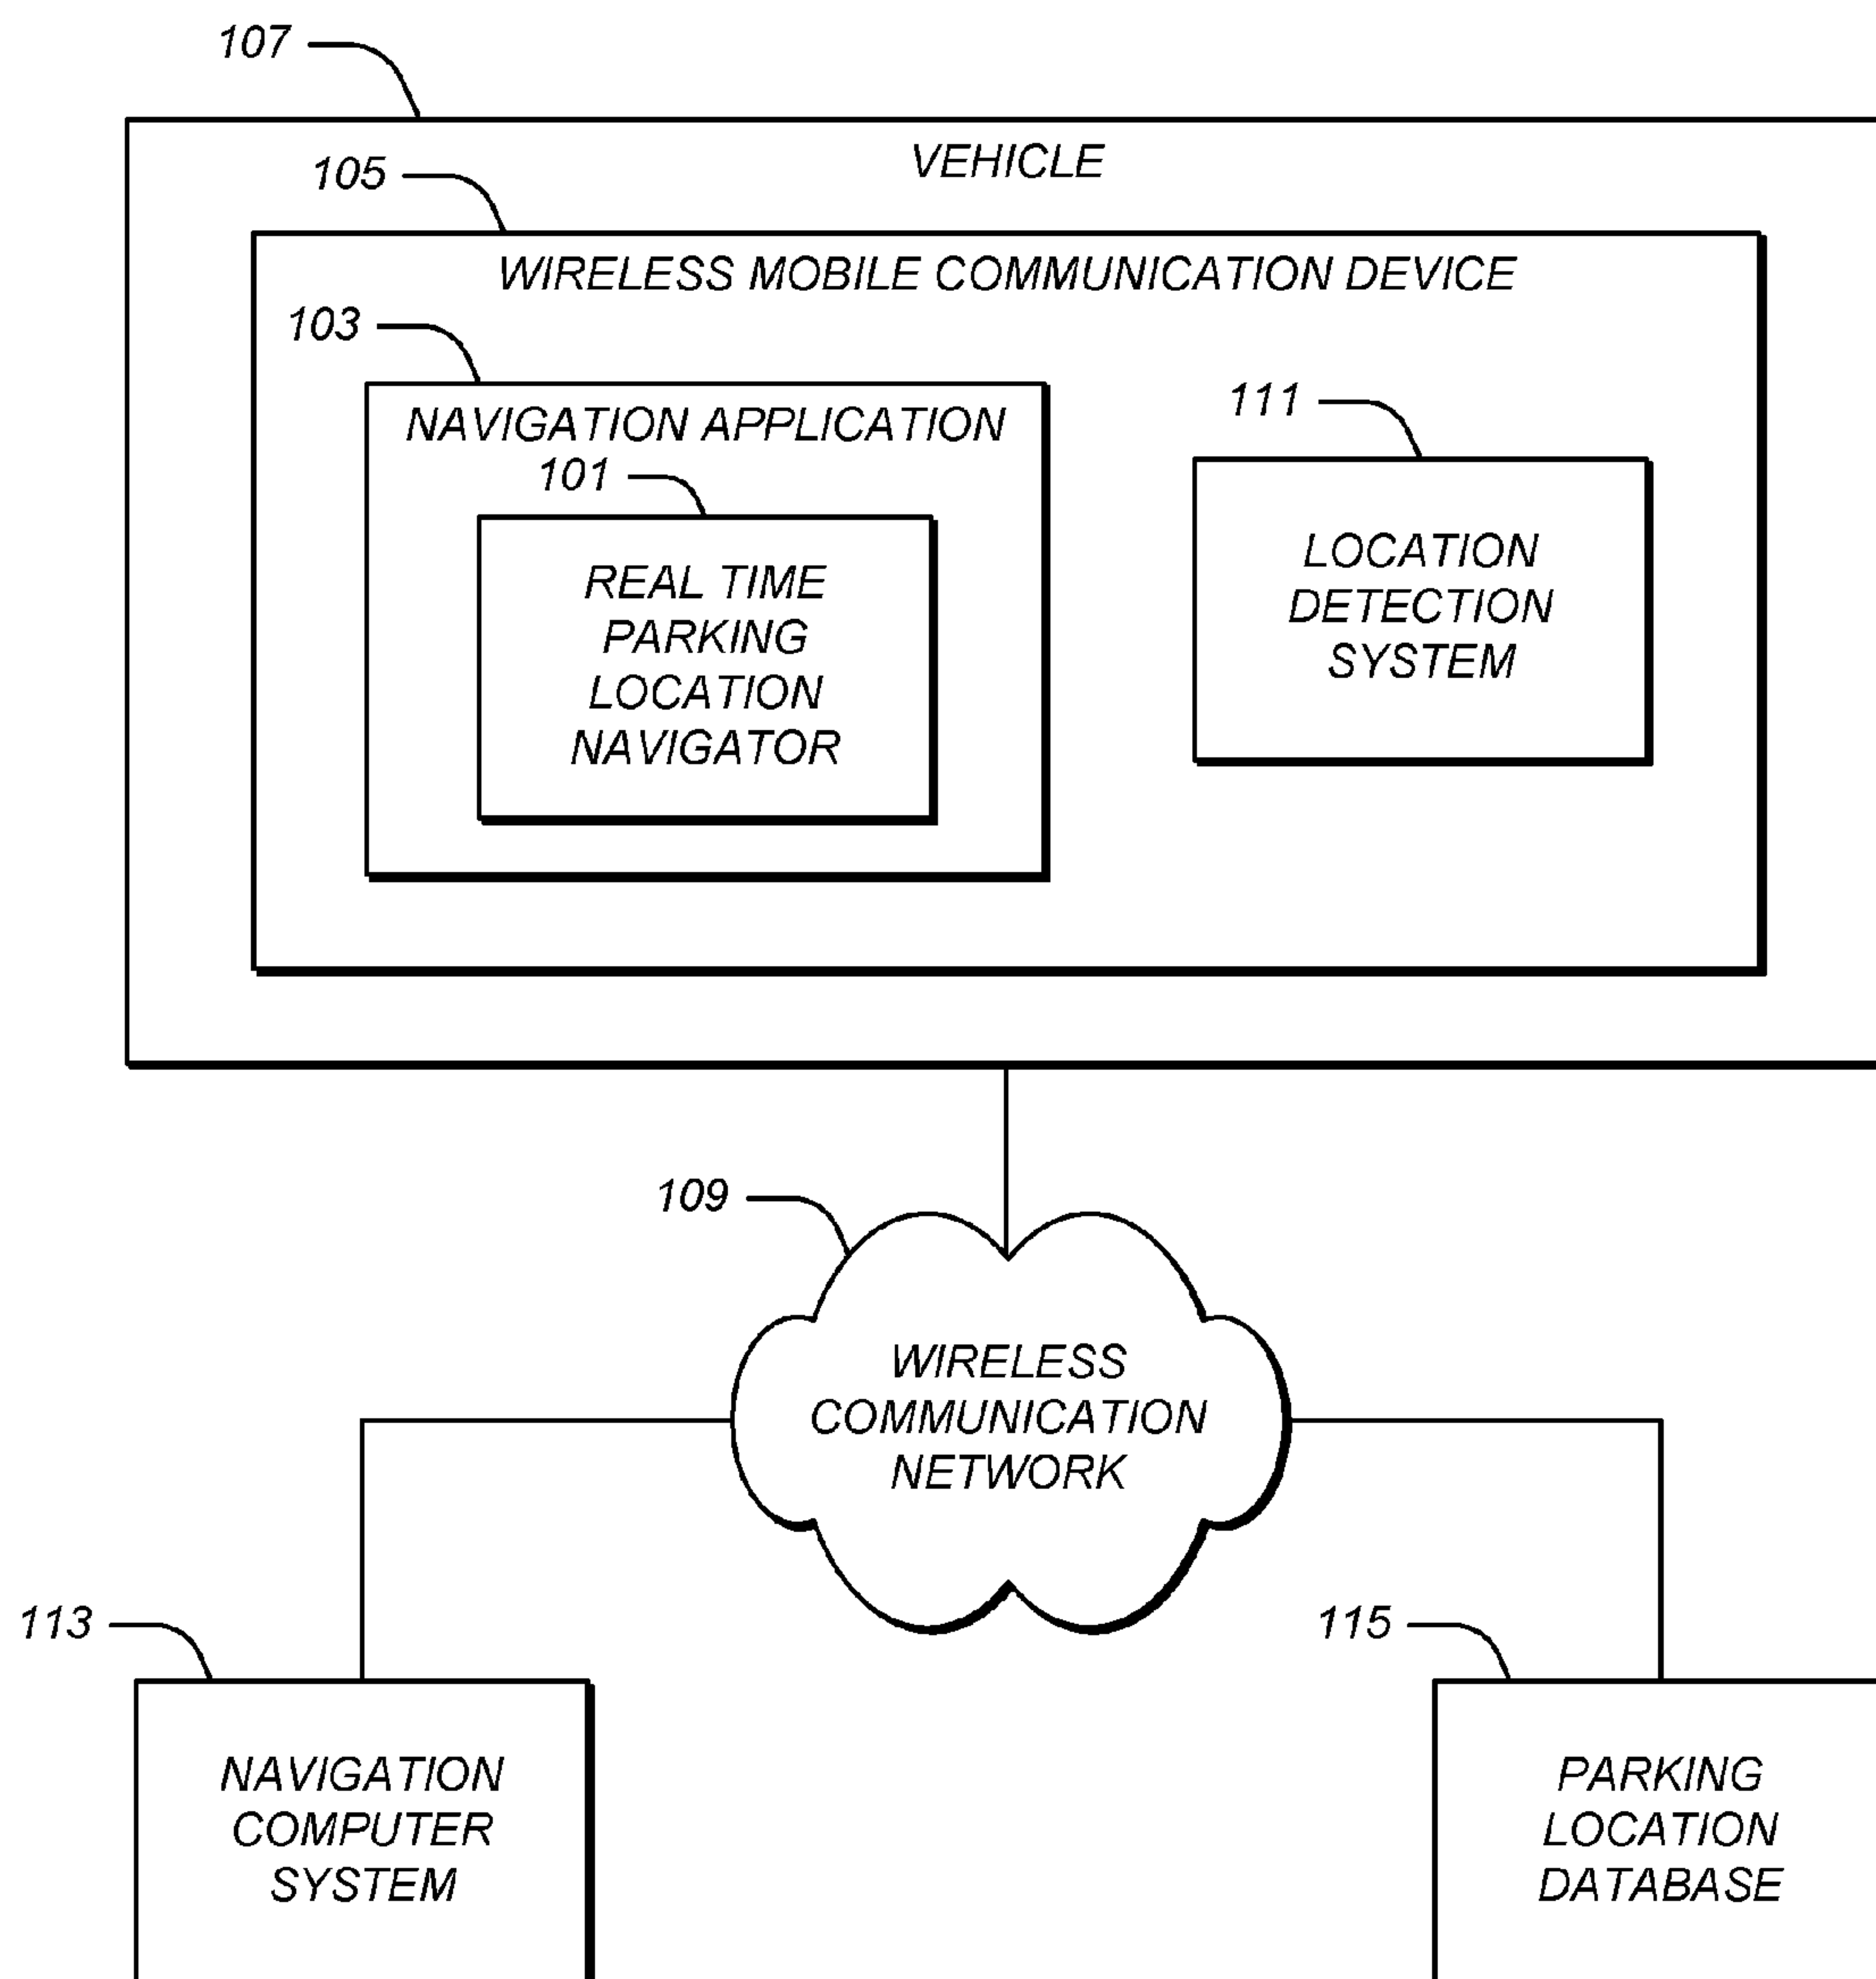 107
VEHICLE
105
WIRELESS MOBILE COMMUNICATION DEVICE
103
NAVIGATION APPLICATION
111
101
REAL TIME
PARKING
LOCATION
NAVIGATOR
LOCATION
DETECTION
SYSTEM
109
WIRELESS
COMMUNICATION
NETWORK
113
NAVIGATION
COMPUTER
SYSTEM
115
PARKING
LOCATION
DATABASE